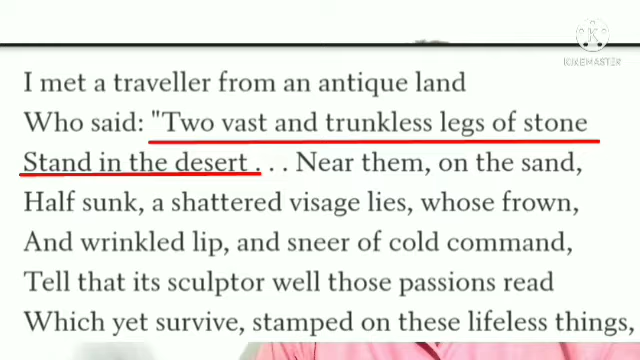 K
KINEMASTER
I met a traveller from an antique land
Who said: "Two vast and trunkless legs of stone
Stand in the desert . . . Near them, on the sand,
Half sunk, a shattered visage lies, whose frown,
And wrinkled lip, and sneer of cold command,
Tell that its sculptor well those passions read
Which yet survive, stamped on these lifeless things,